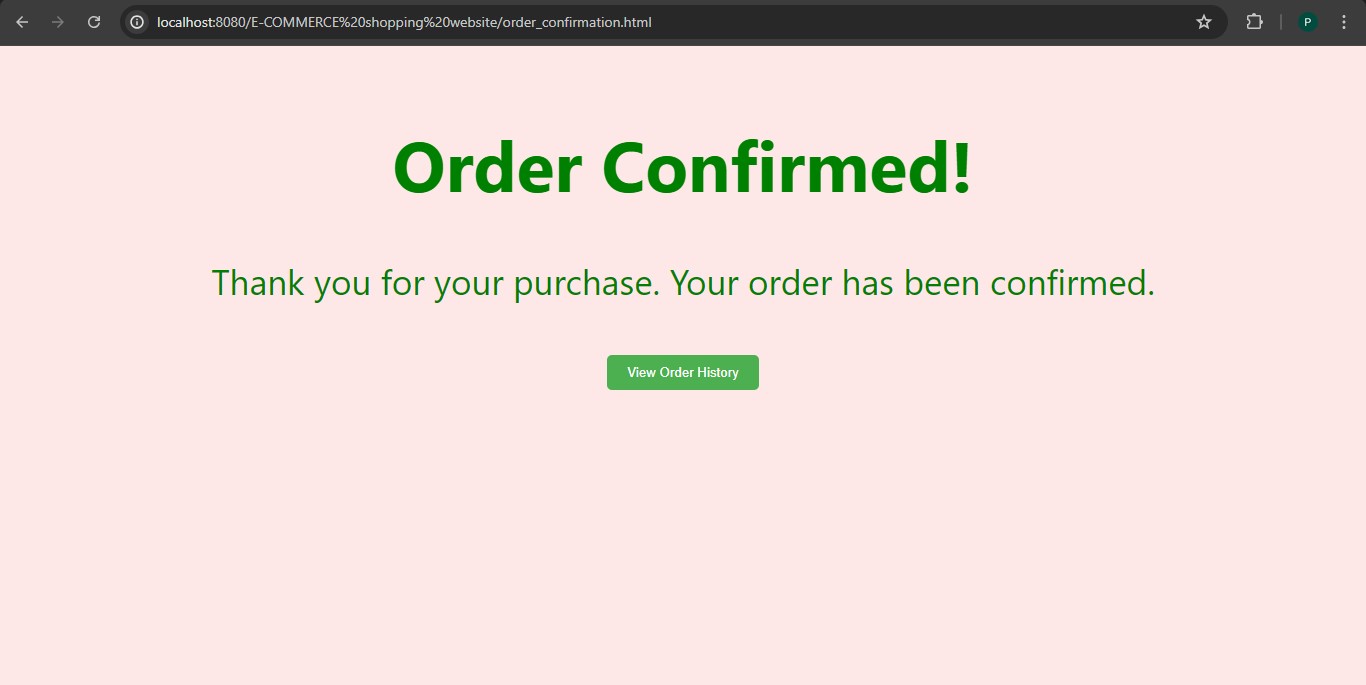 localhost:8080/E-COMMERCE%20shopping%20website/order_confirmation.html
P
Order Confirmed!
Thank you for your purchase. Your order has been confirmed.
View Order History